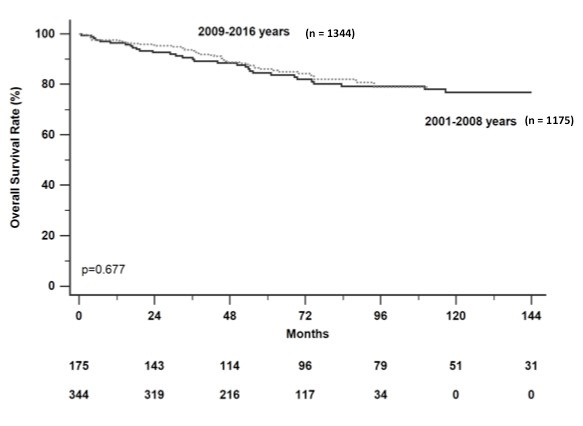 2009-2016 years (n = 1344)
100
80
60
40
20
0
Overall Survival Rate (%)
2001-2008 years (n = 1175)
p=0.677
0 24 48 72 96 120 144
Months
175 143 114 96 79 51 31
344 319 216 117 34 0 0